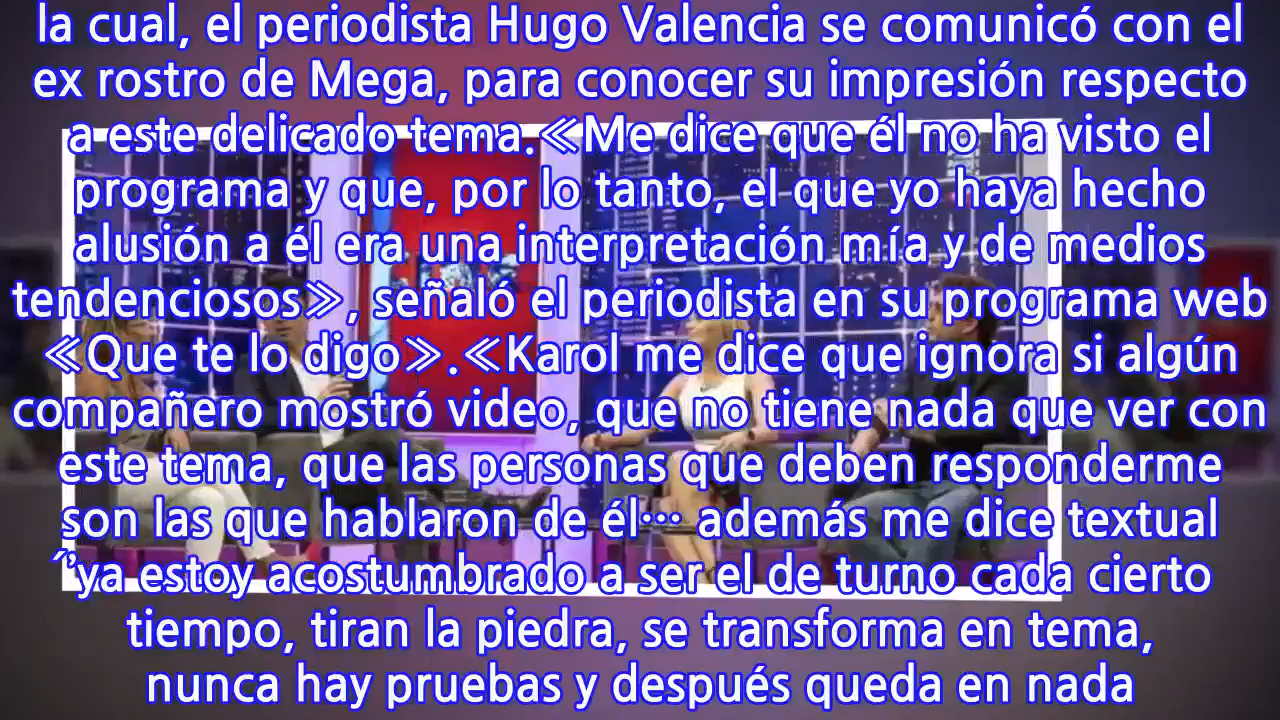 la cual, el periodista Hugo Valencia se comunicó con el
ex rostro de Mega, para conocer su impresión respecto
a este delicado tema.≪Me dice que él no ha visto el
programa y que, por lo tanto, el que yo haya hecho
alusión a él era una interpretación mía y de medios
tendenciosos≫, señaló el periodista en su programa web
≪Que te lo digo≫.≪Karol me dice que ignora si algún
compañero mostró video, que no tiene nada que ver con
este tema, que las personas que deben responderme
son las que hablaron de él… además me dice textual
´”ya estoy acostumbrado a ser el de turno cada cierto
tiempo, tiran la piedra, se transforma en tema,
nunca hay pruebas y después queda en nada